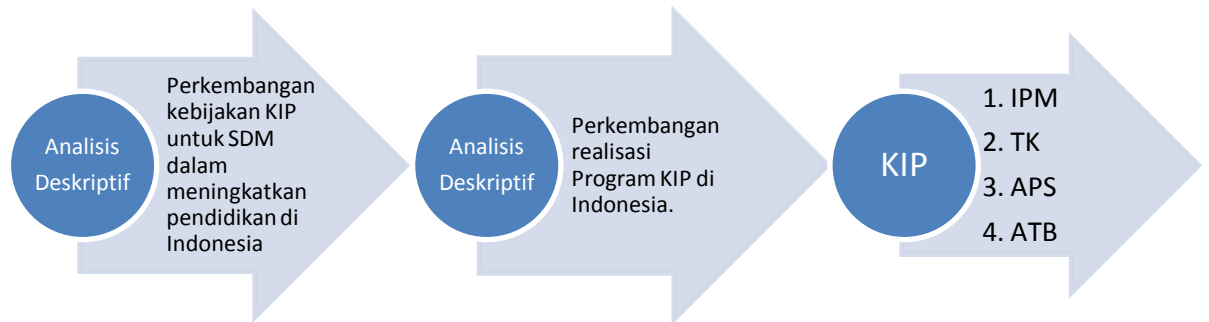 Analisis
Deskriptif
Perkembangan
kebijakan KIP
untuk SDM
dalam
meningkatkan
pendidikan di
Indonesia
Analisis
Deskriptif
Perkembangan
realisasi
Program KIP di
Indonesia.
KIP
1. IPM
2. TK
3. APS
4. ATB